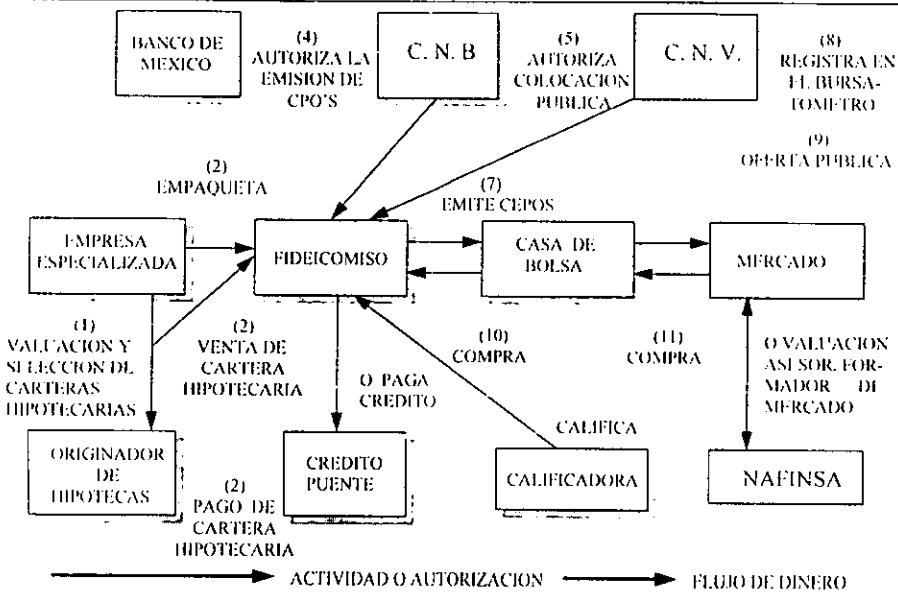 BANCO DE
MEXICO
(4)
AUTORIZA LA
EMISION DE
CPO'S
C. N. B
(5)
AUTORIZA
COLOCACION
PUBLICA
C. N. V.
(8)
REGISTRA EN
EL BURSA-
TOMETRO
(9)
OFERTA PUBLICA
(2)
EMPAQUETA
(7)
EMITE CEPOS
EMPRESA
ESPECIALIZADA
FIDEICOMISO
CASA DE
BOLSA
MERCADO
(1)
VALUACION Y
SELECCION DE
CARTERAS
HIPOTECARIAS
(2)
VENTA DE
CARTERA
HIPOTECARIA
O PAGA
CREDITO
(10)
COMPRA
(11)
COMPRA
O VALUACION
ASESOR. FOR-
MADOR DE
MERCADO
CALIFICA
ORIGINADOR
DE
HIPOTECAS
(2)
PAGO DE
CARTERA
HIPOTECARIA
CREDITO
PUENTE
CALIFICADORA
NAFINSA
ACTIVIDAD O AUTORIZACION
FLUJO DE DINERO